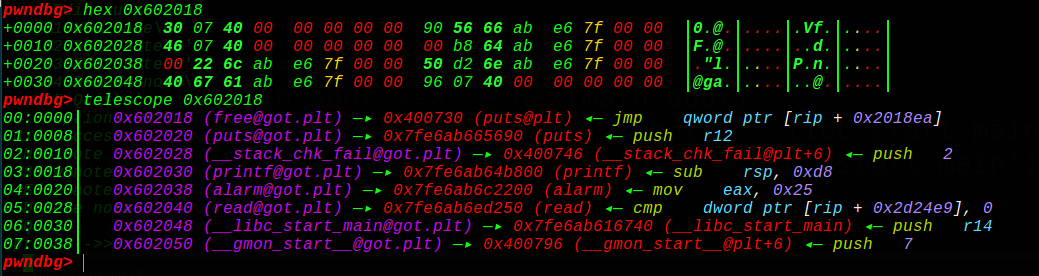 pwndbg> hex 0x602018
+0000 0x602018 30 07 40 00 00 00 00 00 90 56 66 ab e6 7f 00 00 |0.@.|....|.Vf.|....|
+0010 0x602028 46 07 40 00 00 00 00 00 00 b8 64 ab e6 7f 00 00 |F.@.|....|..d.|....|
+0020 0x602038 00 22 6c ab e6 7f 00 00 50 d2 6e ab e6 7f 00 00 |."l.|....|P.n.|....|
+0030 0x602048 40 67 61 ab e6 7f 00 00 96 07 40 00 00 00 00 00 |@ga.|....|..@.|....|
pwndbg> telescope 0x602018
00:0000│ 0x602018 (free@got.plt) —▸ 0x400730 (puts@plt) ◂— jmp qword ptr [rip + 0x2018ea]
01:0008│ 0x602020 (puts@got.plt) —▸ 0x7fe6ab665690 (puts) ◂— push r12
02:0010│ 0x602028 (__stack_chk_fail@got.plt) —▸ 0x400746 (__stack_chk_fail@plt+6) ◂— push 2
03:0018│ 0x602030 (printf@got.plt) —▸ 0x7fe6ab64b800 (printf) ◂— sub rsp, 0xd8
04:0020│ 0x602038 (alarm@got.plt) —▸ 0x7fe6ab6c2200 (alarm) ◂— mov eax, 0x25
05:0028│ 0x602040 (read@got.plt) —▸ 0x7fe6ab6ed250 (read) ◂— cmp dword ptr [rip + 0x2d24e9], 0
06:0030│ 0x602048 (__libc_start_main@got.plt) —▸ 0x7fe6ab616740 (__libc_start_main) ◂— push r14
07:0038│ 0x602050 (__gmon_start__@got.plt) —▸ 0x400796 (__gmon_start__@plt+6) ◂— push 7
pwndbg>